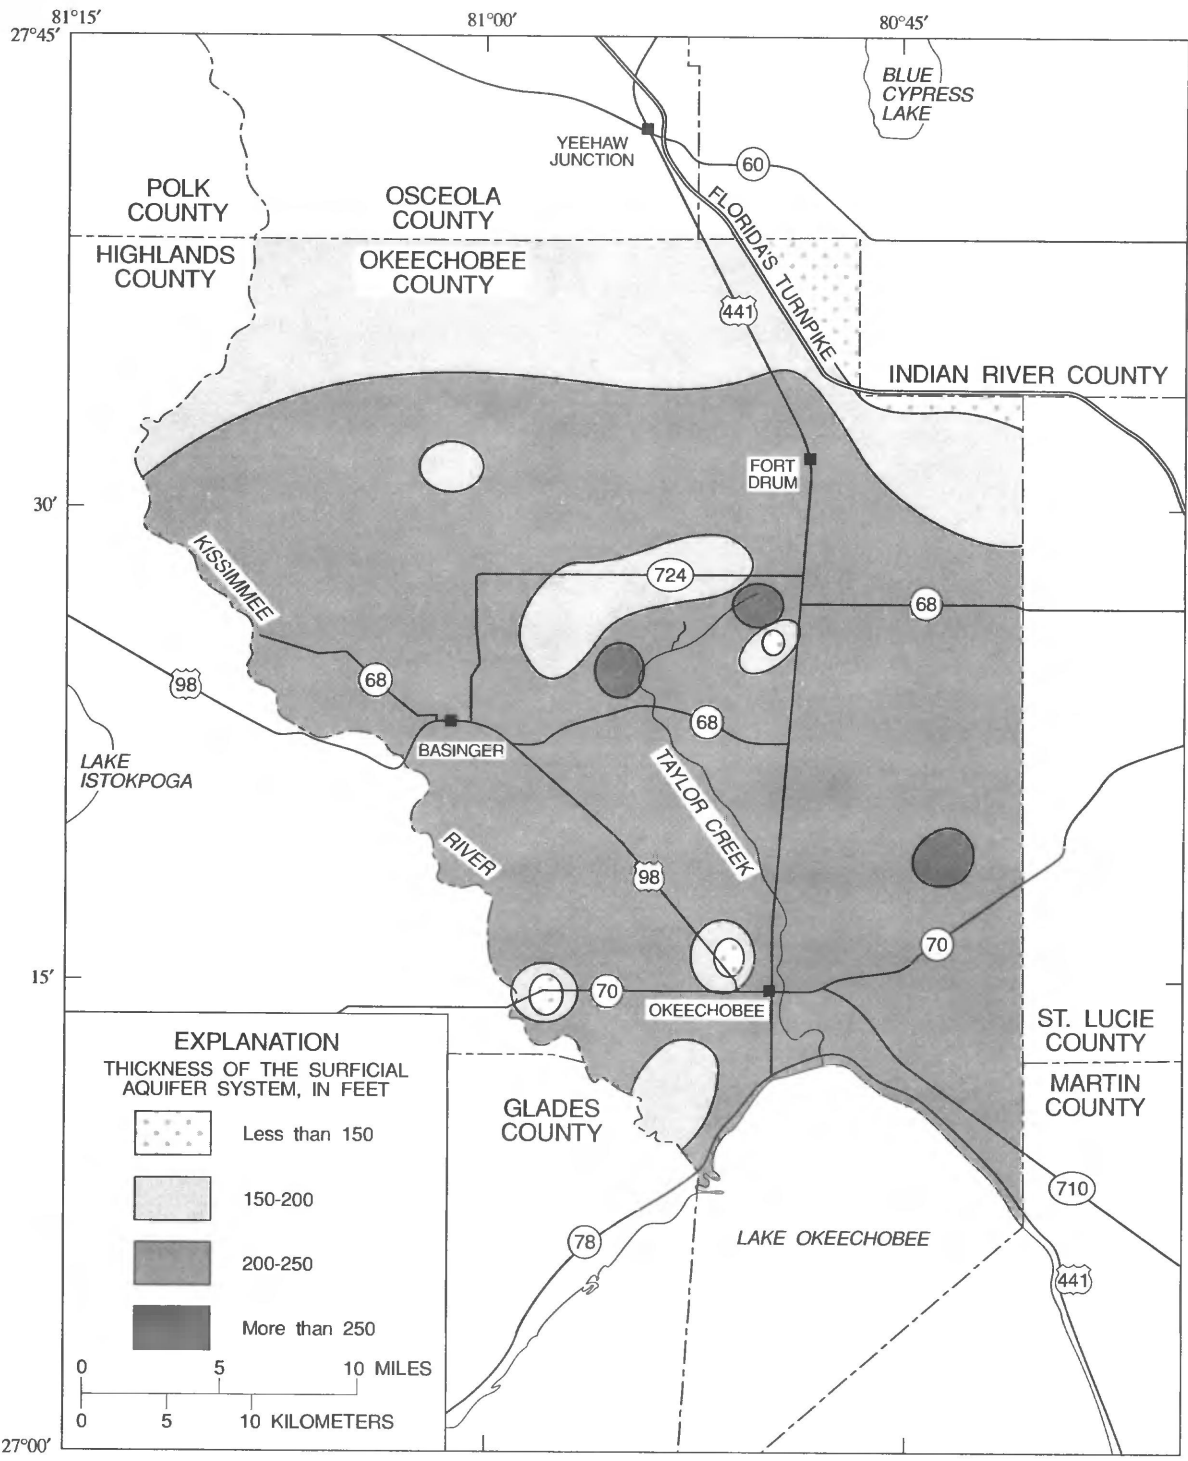 81°15′
81°00′
80°45′
27°45′
BLUE
CYPRESS
LAKE
YEEHAW
JUNCTION
60
POLK
COUNTY
OSCEOLA
COUNTY
FLORIDA'S TURNPIKE
HIGHLANDS
COUNTY
OKEECHOBEE
COUNTY
441
INDIAN RIVER COUNTY
FORT
DRUM
30′
KISSIMMEE
724
68
98
68
68
BASINGER
LAKE
ISTOKPOGA
TAYLOR CREEK
RIVER
98
70
15′
70
OKEECHOBEE
ST. LUCIE
COUNTY
MARTIN
COUNTY
GLADES
COUNTY
710
78
LAKE OKEECHOBEE
441
EXPLANATION
THICKNESS OF THE SURFICIAL
AQUIFER SYSTEM, IN FEET
Less than 150
150-200
200-250
More than 250
0 5 10 MILES
0 5 10 KILOMETERS
27°00′